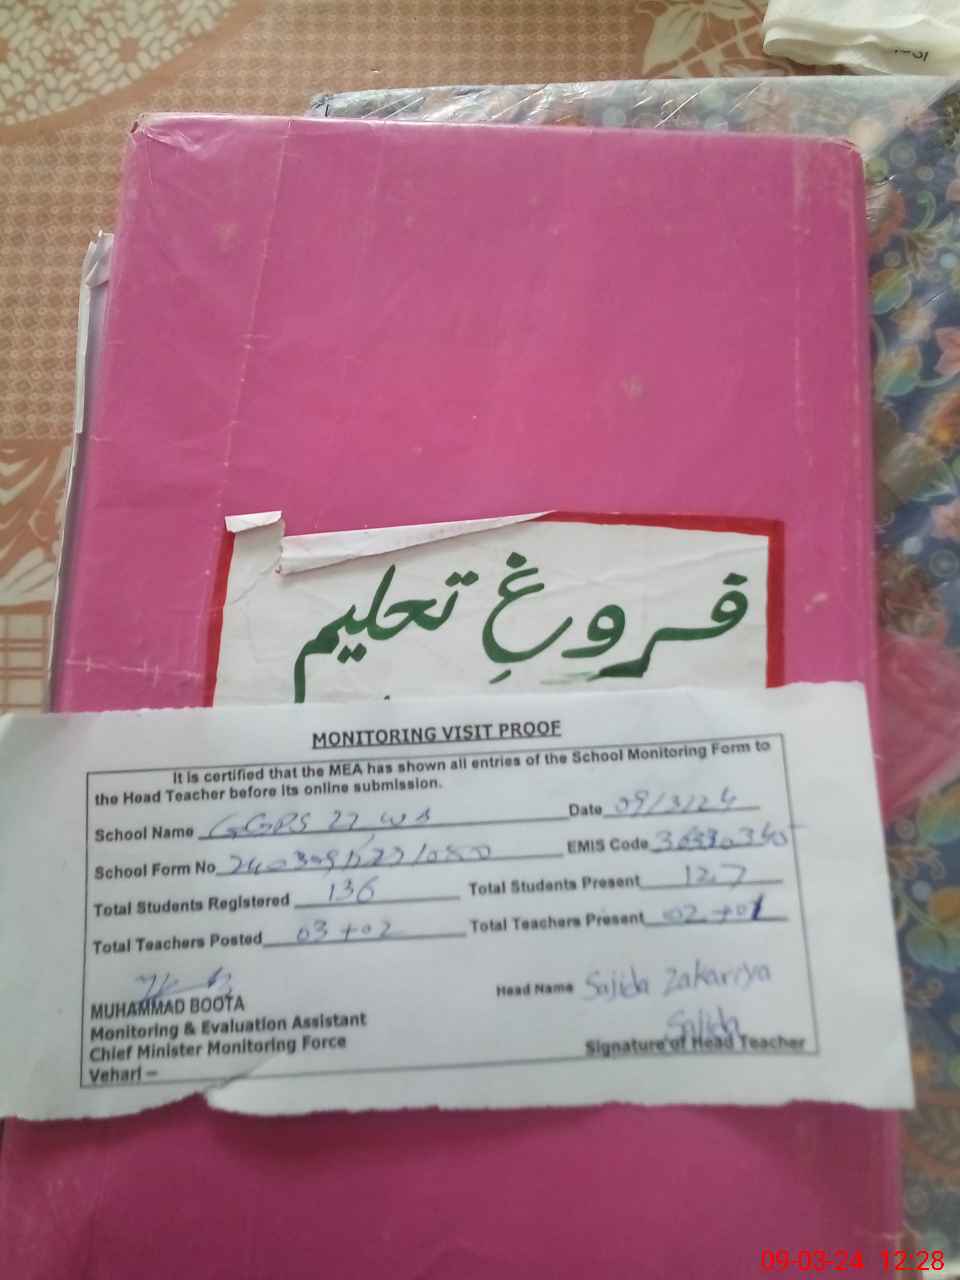 فروغِ تعلیم
MONITORING VISIT PROOF
It is certified that the MEA has shown all entries of the School Monitoring Form to
the Head Teacher before its online submission.
School Name GGPS 27 WB Date 09/3/24
School Form No EMIS Code
Total Students Registered 136 Total Students Present 127
Total Teachers Posted 03+02 Total Teachers Present 02+01
MUHAMMAD BOOTA Head Name Sajida Zakariya
Monitoring & Evaluation Assistant Sajida
Chief Minister Monitoring Force Signature of Head Teacher
Vehari –
09-03-24 12:28